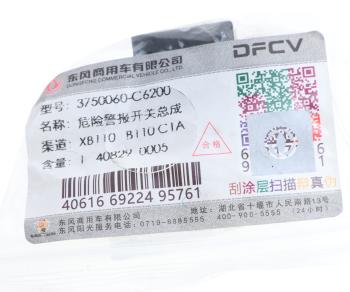 东风商用车有限公司
DONGFENG COMMERCIAL VEHICLE CO., LTD
DFCV
型号: 3750060-C6200
名称: 危险警报开关总成
渠道: XB110 B110C1A
含量: 1 40829 0005
合格
40616 69224 95761
刮涂层扫描辨真伪
东风商用车有限公司
东风阳光服务电话: 0719-8885555 400-900-5555 (24小时)
地址: 湖北省十堰市人民南路13号